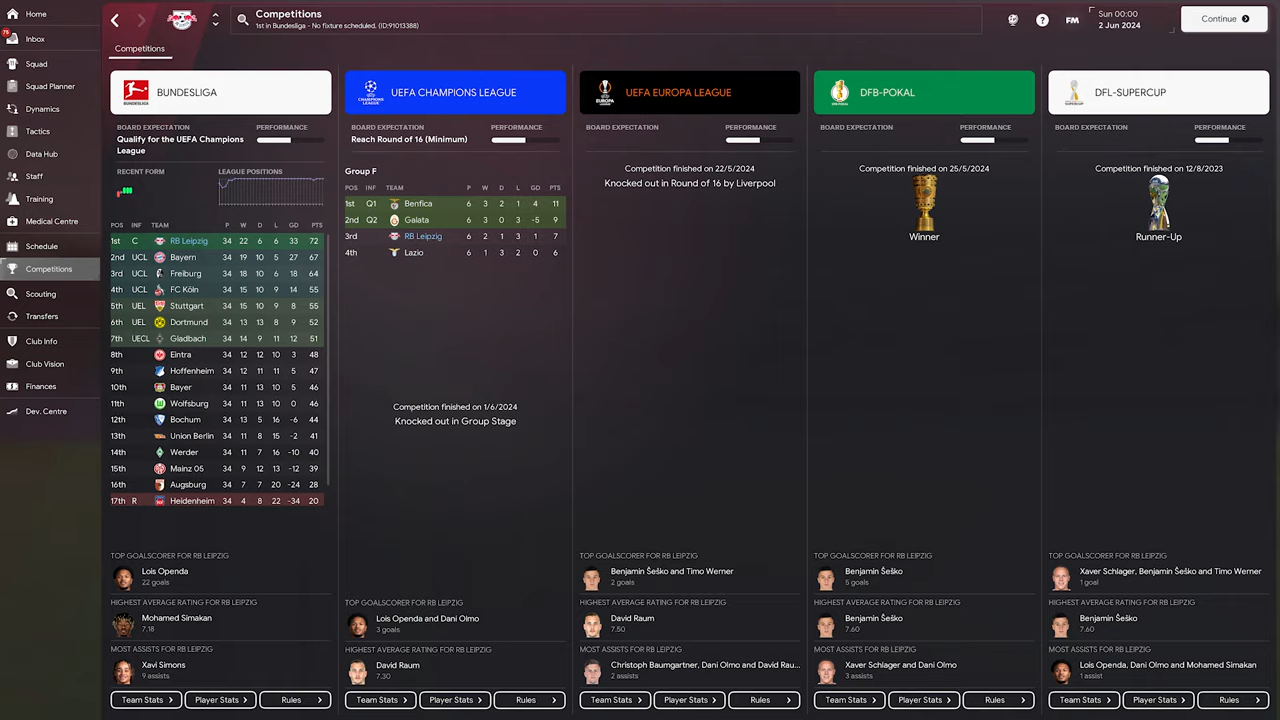 Home
75
Inbox
Squad
Squad Planner
Dynamics
Tactics
Data Hub
Staff
Training
Medical Centre
Schedule
Competitions
Scouting
Transfers
Club Info
Club Vision
Finances
Dev. Centre
Competitions
1st in Bundesliga - No fixture scheduled. (ID:91013388)
?
FM
Sun 00:00
2 Jun 2024
Continue
Competitions
BUNDESLIGA
BUNDESLIGA
BOARD EXPECTATION
PERFORMANCE
Qualify for the UEFA Champions
League
RECENT FORM
LEAGUE POSITIONS
POS INF TEAM P W D L GD PTS
1st C RB Leipzig 34 22 6 6 33 72
2nd UCL Bayern 34 19 10 5 27 67
3rd UCL Freiburg 34 18 10 6 18 64
4th UCL FC Köln 34 15 10 9 14 55
5th UEL Stuttgart 34 15 10 9 8 55
6th UEL Dortmund 34 13 13 8 9 52
7th UECL Gladbach 34 14 9 11 12 51
8th Eintra 34 12 12 10 3 48
9th Hoffenheim 34 12 11 11 5 47
10th Bayer 34 11 13 10 5 46
11th Wolfsburg 34 11 13 10 0 46
12th Bochum 34 13 5 16 -6 44
13th Union Berlin 34 11 8 15 -2 41
14th Werder 34 11 7 16 -10 40
15th Mainz 05 34 9 12 13 -12 39
16th Augsburg 34 7 7 20 -24 28
17th R Heidenheim 34 4 8 22 -34 20
TOP GOALSCORER FOR RB LEIPZIG
Lois Openda
22 goals
HIGHEST AVERAGE RATING FOR RB LEIPZIG
Mohamed Simakan
7.18
MOST ASSISTS FOR RB LEIPZIG
Xavi Simons
9 assists
Team Stats
Player Stats
Rules
CHAMPIONS
LEAGUE
UEFA CHAMPIONS LEAGUE
BOARD EXPECTATION
PERFORMANCE
Reach Round of 16 (Minimum)
Group F
POS INF TEAM P W D L GD PTS
1st Q1 Benfica 6 3 2 1 4 11
2nd Q2 Galata 6 3 0 3 -5 9
3rd RB Leipzig 6 2 1 3 1 7
4th Lazio 6 1 3 2 0 6
Competition finished on 1/6/2024
Knocked out in Group Stage
TOP GOALSCORER FOR RB LEIPZIG
Lois Openda and Dani Olmo
3 goals
HIGHEST AVERAGE RATING FOR RB LEIPZIG
David Raum
7.30
Team Stats
Player Stats
Rules
EUROPA
LEAGUE
UEFA EUROPA LEAGUE
BOARD EXPECTATION
PERFORMANCE
Competition finished on 22/5/2024
Knocked out in Round of 16 by Liverpool
TOP GOALSCORER FOR RB LEIPZIG
Benjamin Šeško and Timo Werner
2 goals
HIGHEST AVERAGE RATING FOR RB LEIPZIG
David Raum
7.50
MOST ASSISTS FOR RB LEIPZIG
Christoph Baumgartner, Dani Olmo and David Rau...
2 assists
Team Stats
Player Stats
Rules
DFB-POKAL
BOARD EXPECTATION
PERFORMANCE
Competition finished on 25/5/2024
Winner
TOP GOALSCORER FOR RB LEIPZIG
Benjamin Šeško
5 goals
HIGHEST AVERAGE RATING FOR RB LEIPZIG
Benjamin Šeško
7.60
MOST ASSISTS FOR RB LEIPZIG
Xaver Schlager and Dani Olmo
3 assists
Team Stats
Player Stats
Rules
SUPERCUP
DFL-SUPERCUP
BOARD EXPECTATION
PERFORMANCE
Competition finished on 12/8/2023
Runner-Up
TOP GOALSCORER FOR RB LEIPZIG
Xaver Schlager, Benjamin Šeško and Timo Werner
1 goal
HIGHEST AVERAGE RATING FOR RB LEIPZIG
Benjamin Šeško
7.60
MOST ASSISTS FOR RB LEIPZIG
Lois Openda, Dani Olmo and Mohamed Simakan
1 assist
Team Stats
Player Stats
Rules